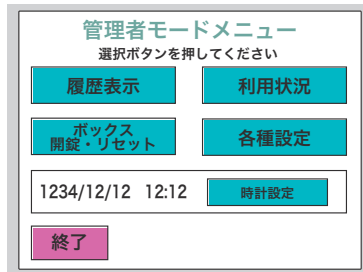 管理者モードメニュー
選択ボタンを押してください
履歴表示
利用状況
ボックス
開錠・リセット
各種設定
1234/12/12 12:12
時計設定
終了